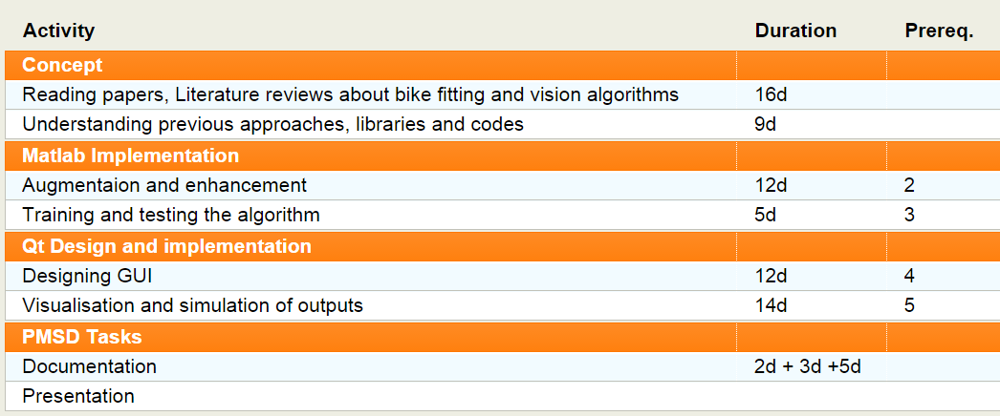 Activity Duration Prereq.
Concept
Reading papers, Literature reviews about bike fitting and vision algorithms 16d
Understanding previous approaches, libraries and codes 9d
Matlab Implementation
Augmentaion and enhancement 12d 2
Training and testing the algorithm 5d 3
Qt Design and implementation
Designing GUI 12d 4
Visualisation and simulation of outputs 14d 5
PMSD Tasks
Documentation 2d + 3d +5d
Presentation